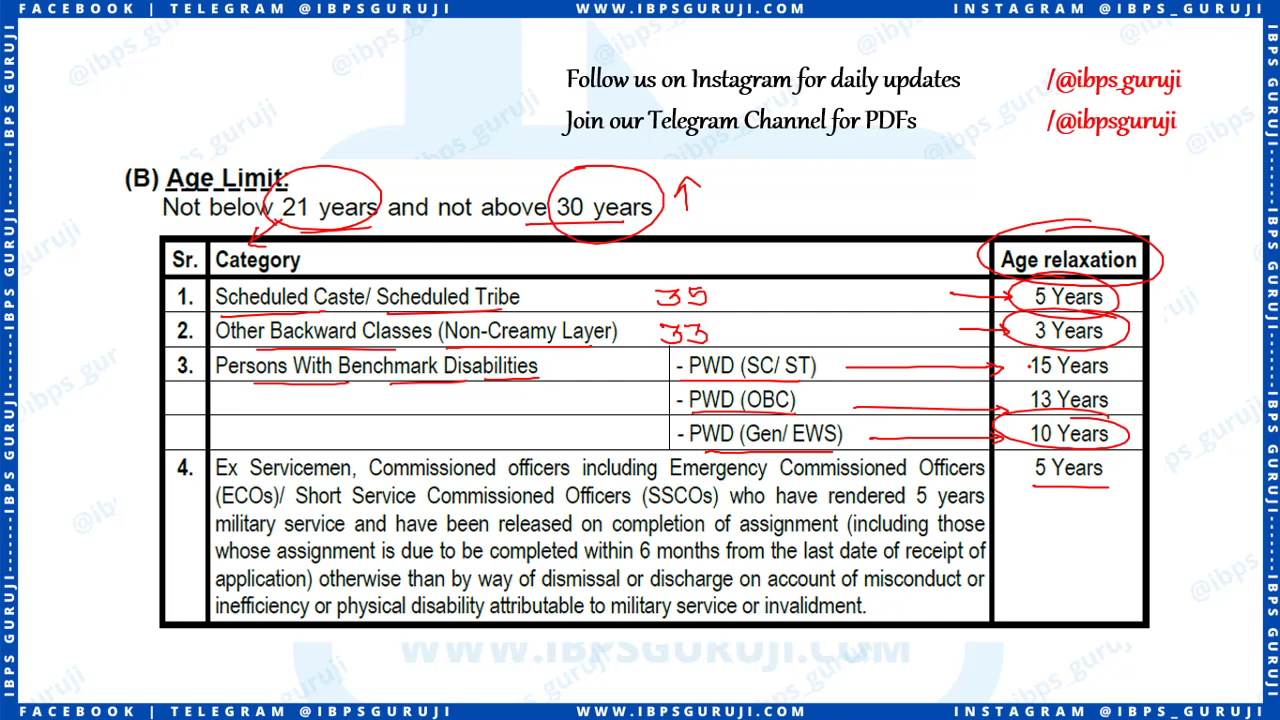 FACEBOOK | TELEGRAM @IBPSGURUJI WWW.IBPSGURUJI.COM INSTAGRAM @IBPS_GURUJI
Follow us on Instagram for daily updates /@ibps_guruji
Join our Telegram Channel for PDFs /@ibpsguruji
(B) Age Limit:
Not below 21 years and not above 30 years
Sr. Category Age relaxation
1. Scheduled Caste/ Scheduled Tribe 35 5 Years
2. Other Backward Classes (Non-Creamy Layer) 33 3 Years
3. Persons With Benchmark Disabilities - PWD (SC/ ST) 15 Years
- PWD (OBC) 13 Years
- PWD (Gen/ EWS) 10 Years
4. Ex Servicemen, Commissioned officers including Emergency Commissioned Officers 5 Years
(ECOs)/ Short Service Commissioned Officers (SSCOs) who have rendered 5 years
military service and have been released on completion of assignment (including those
whose assignment is due to be completed within 6 months from the last date of receipt of
application) otherwise than by way of dismissal or discharge on account of misconduct or
inefficiency or physical disability attributable to military service or invalidment.
WWW.IBPSGURUJI.COM
FACEBOOK | TELEGRAM @IBPSGURUJI WWW.IBPSGURUJI.COM INSTAGRAM @IBPS_GURUJI